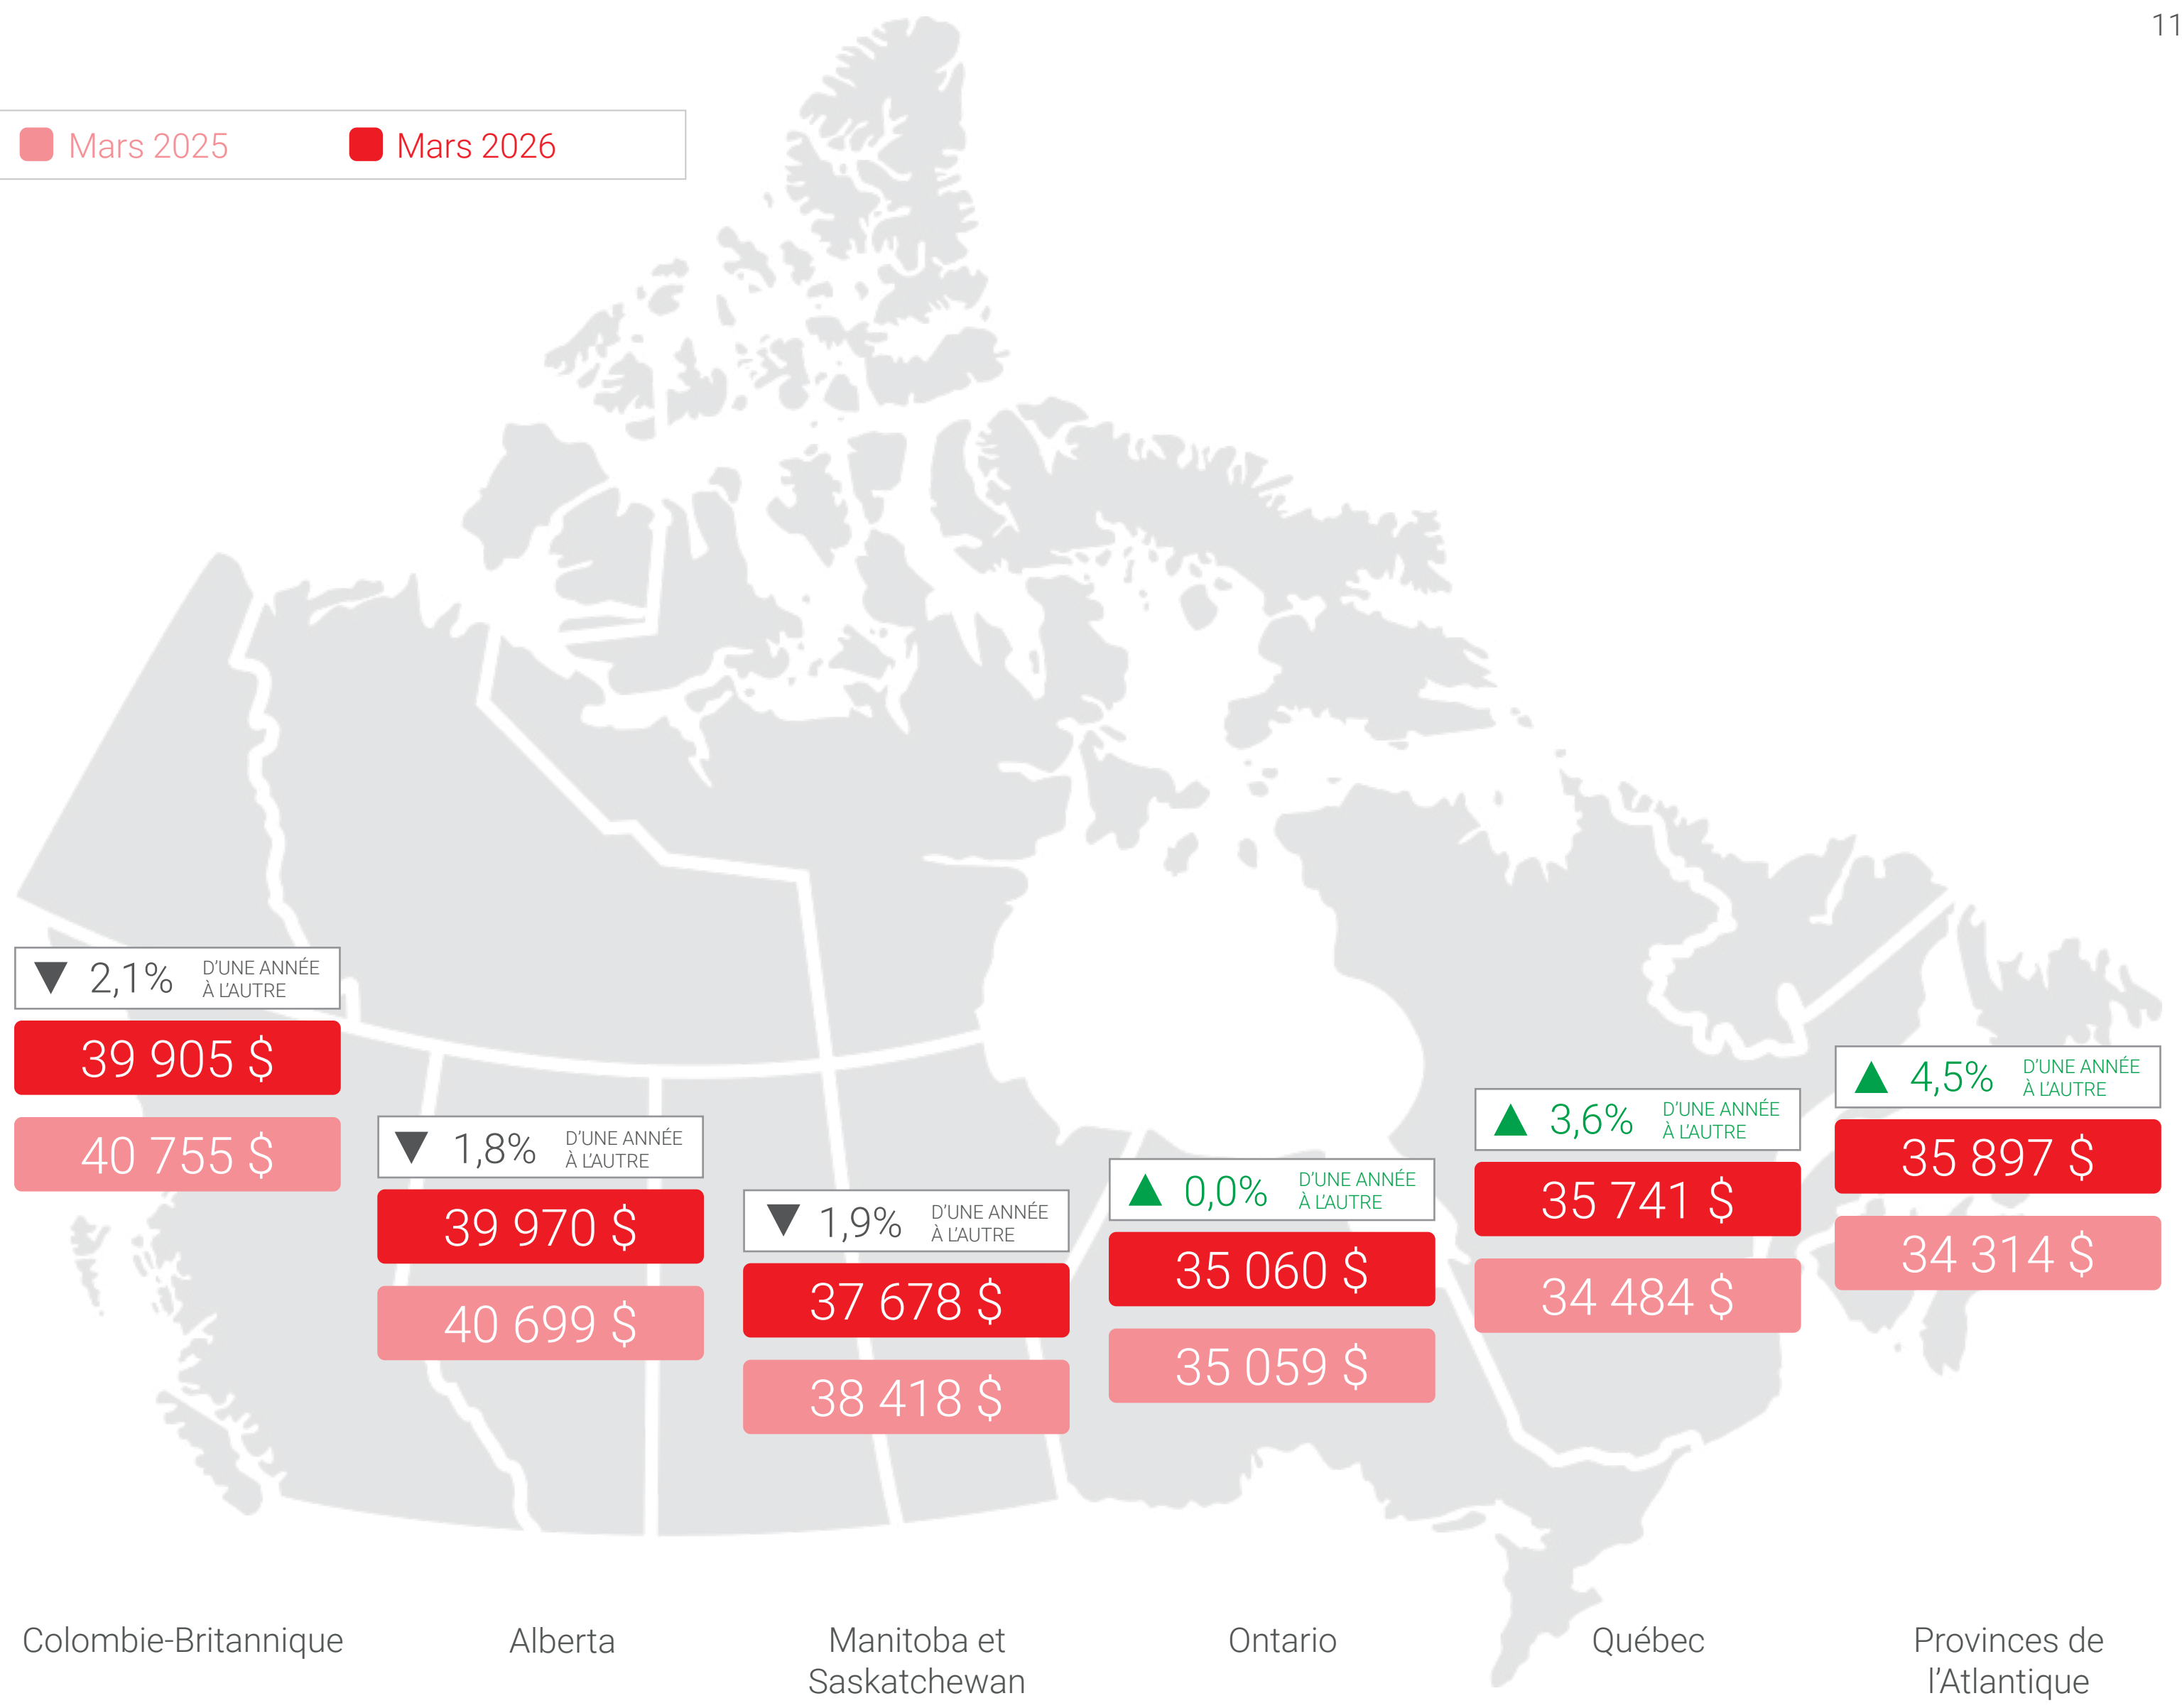 11
Mars 2025
Mars 2026
2,1%
D'UNE ANNÉE
À L'AUTRE
39 905 $
40 755 $
1,8%
D'UNE ANNÉE
À L'AUTRE
39 970 $
40 699 $
1,9%
D'UNE ANNÉE
À L'AUTRE
37 678 $
38 418 $
0,0%
D'UNE ANNÉE
À L'AUTRE
35 060 $
35 059 $
3,6%
D'UNE ANNÉE
À L'AUTRE
35 741 $
34 484 $
4,5%
D'UNE ANNÉE
À L'AUTRE
35 897 $
34 314 $
Colombie-Britannique
Alberta
Manitoba et
Saskatchewan
Ontario
Québec
Provinces de
l'Atlantique